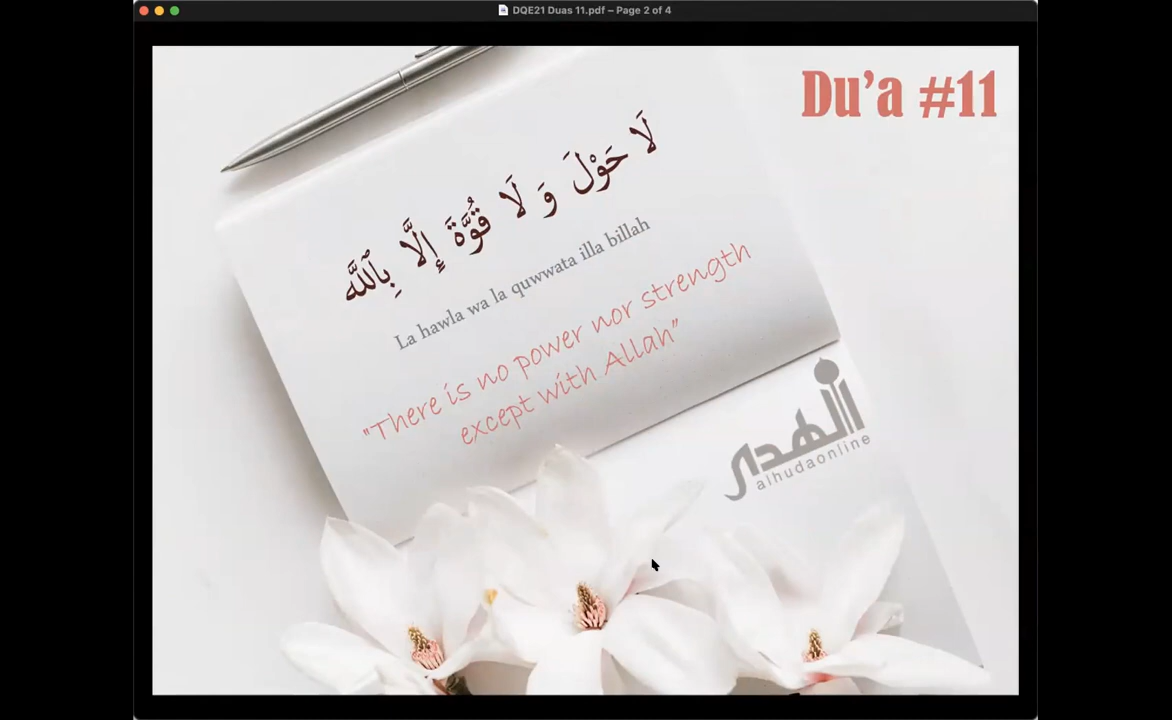 DQE21 Duas 11.pdf – Page 2 of 4
Du'a #11
لَا حَوْلَ وَ لَا قُوَّةَ إِلَّا بِٱللَّه
La hawla wa la quwwata illa billah
"There is no power nor strength
except with Allah"
الهدى
alhudaonline